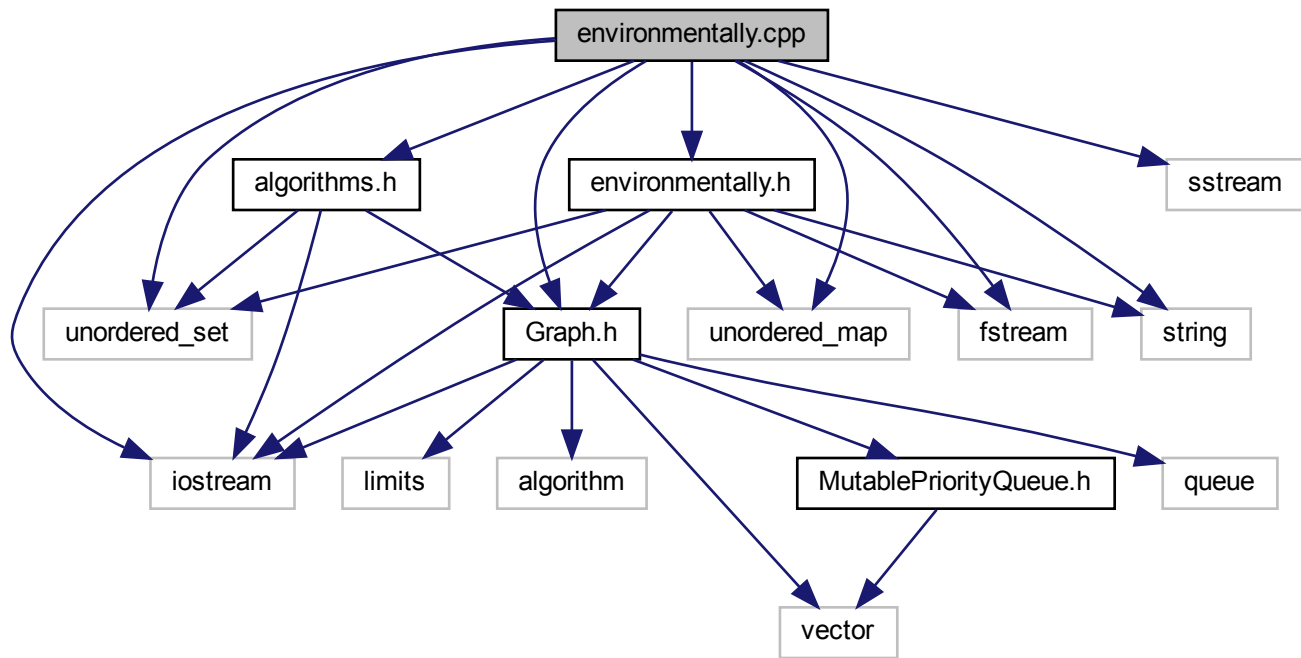 environmentally.cpp
algorithms.h
environmentally.h
sstream
unordered_set
Graph.h
unordered_map
fstream
string
iostream
limits
algorithm
MutablePriorityQueue.h
queue
vector